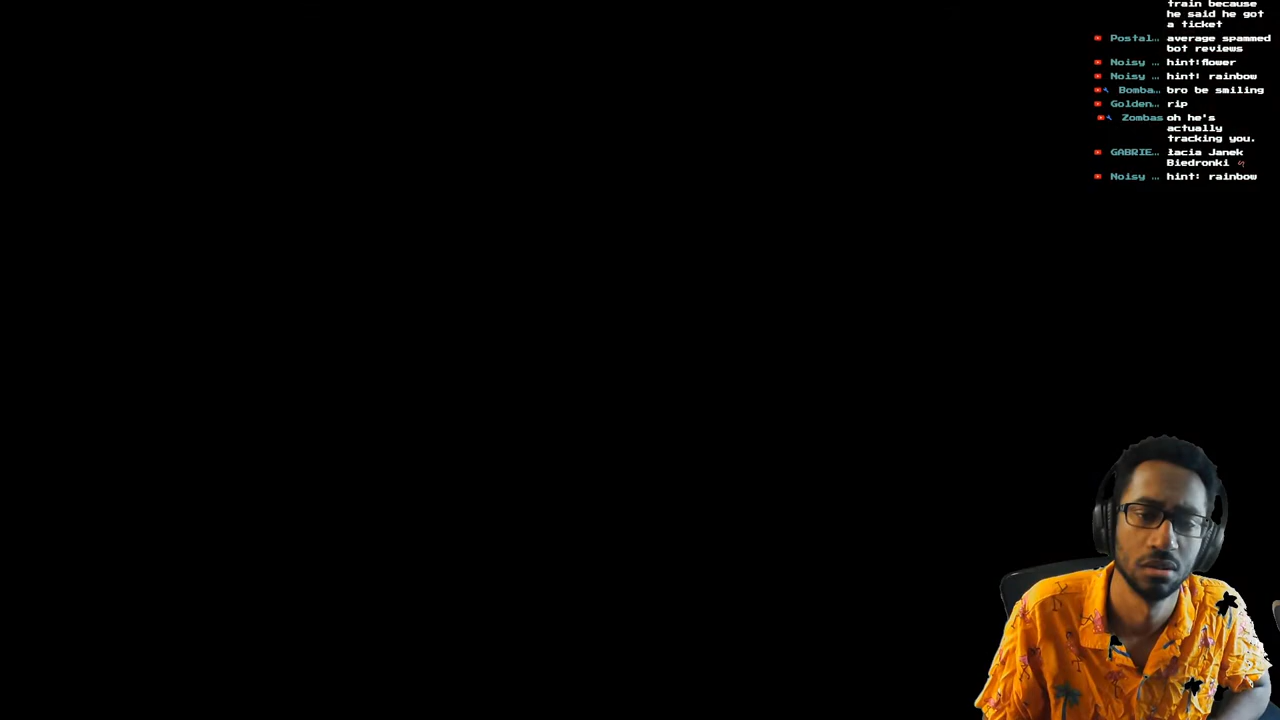 train because
he said he got
a ticket
Postal… average spammed
bot reviews
Noisy … hint:flower
Noisy … hint! rainbow
Bomba… bro be smiling
Golden… rip
Zombas oh he's
actually
tracking you.
GABRIE… łacia Janek
Biedronki
Noisy … hint: rainbow